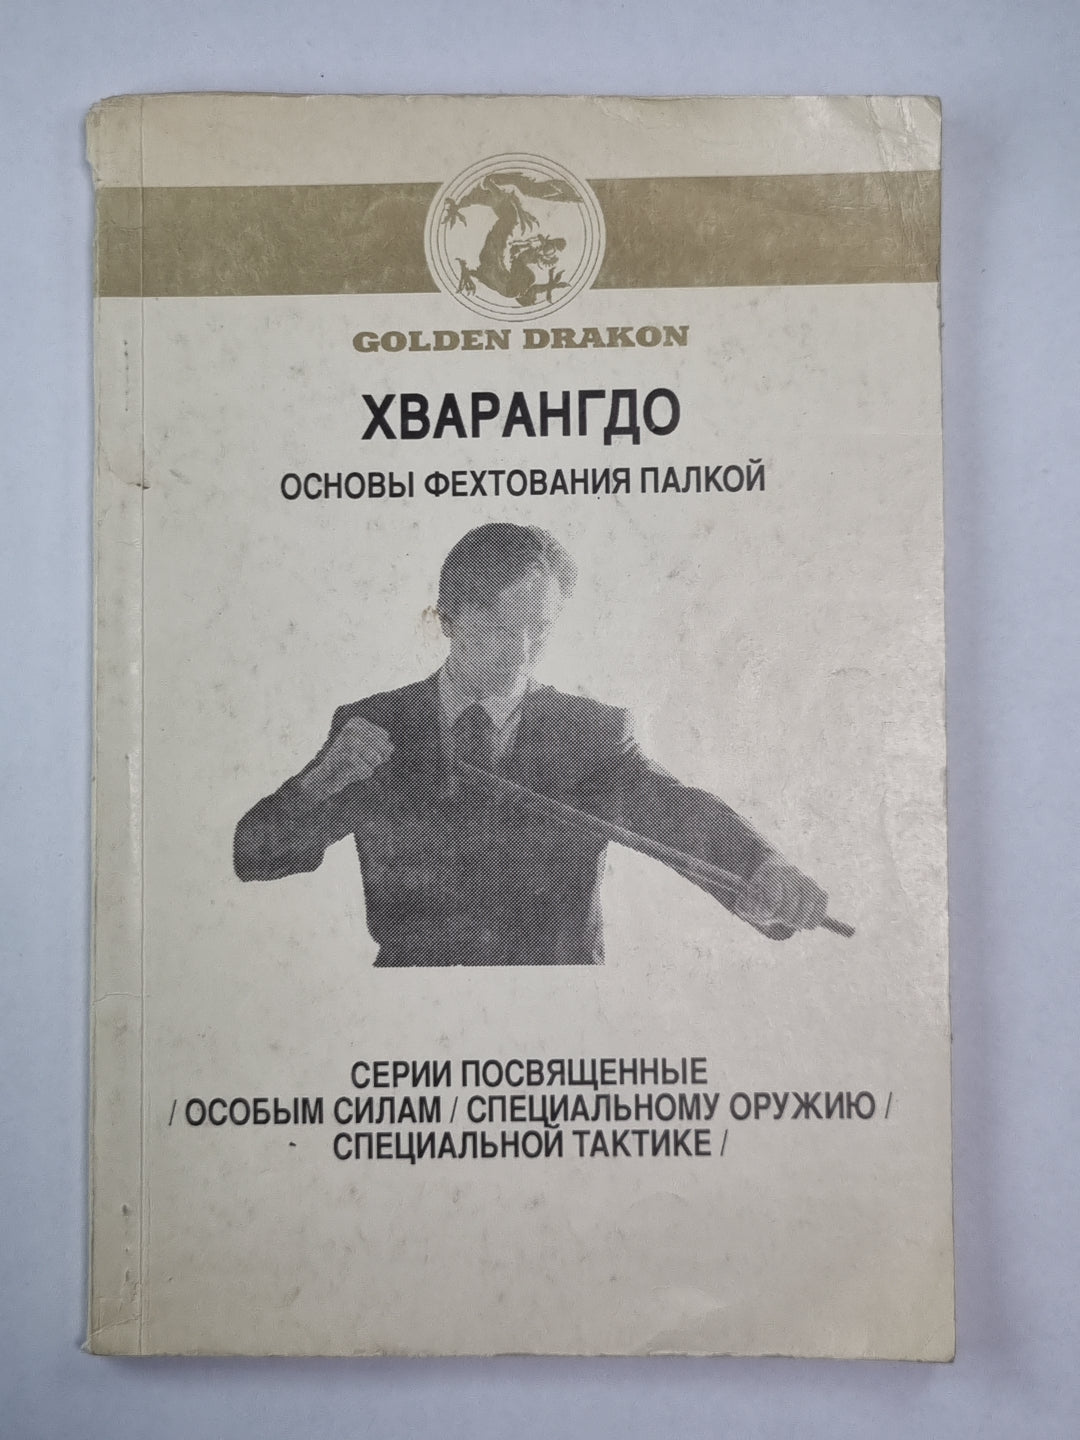 GOLDEN DRAKON
ХВАРАНГДО
ОСНОВЫ ФЕХТОВАНИЯ ПАЛКОЙ
СЕРИИ ПОСВЯЩЕННЫЕ
/ ОСОБЫМ СИЛАМ / СПЕЦИАЛЬНОМУ ОРУЖИЮ /
СПЕЦИАЛЬНОЙ ТАКТИКЕ /